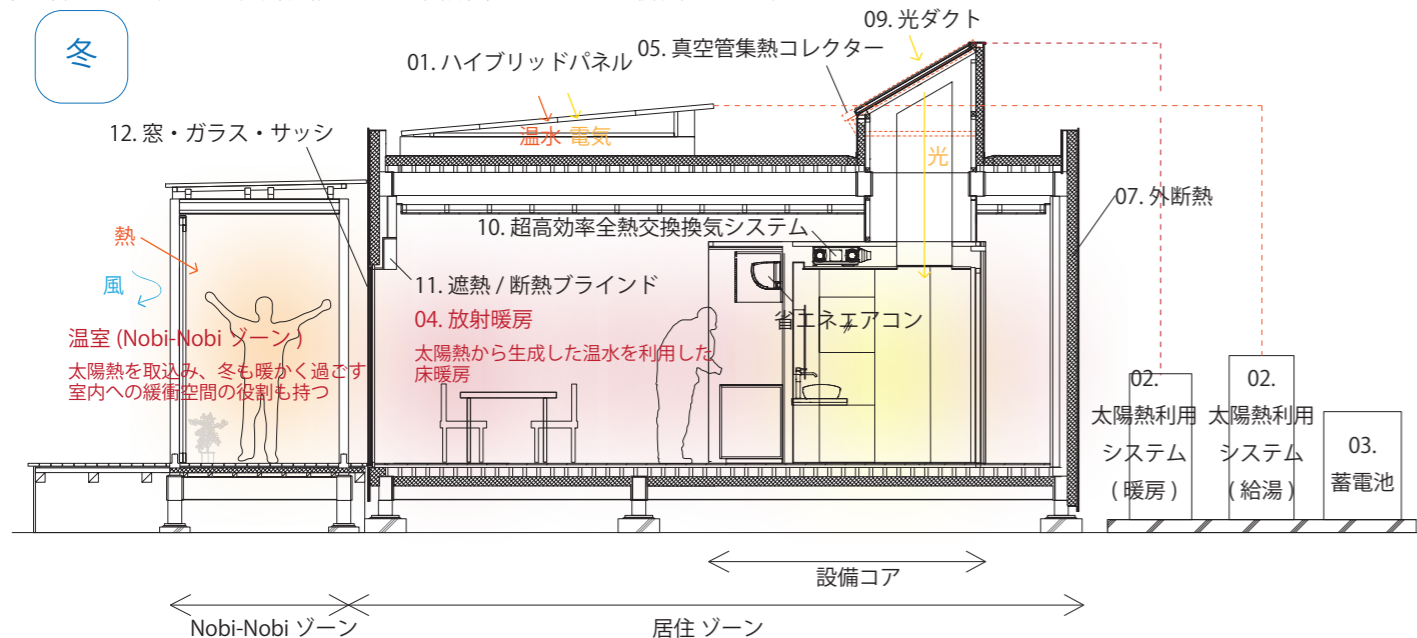 冬
09. 光ダクト
05. 真空管集熱コレクター
01. ハイブリッドパネル
12. 窓・ガラス・サッシ
温水 電気
光
07. 外断熱
10. 超高効率全熱交換換気システム
熱
風
11. 遮熱 / 断熱ブラインド
04. 放射暖房
太陽熱から生成した温水を利用した
床暖房
省エネエアコン
温室 (Nobi-Nobi ゾーン )
太陽熱を取込み、冬も暖かく過ごす
室内への緩衝空間の役割も持つ
02.
太陽熱利用
システム
( 暖房 )
02.
太陽熱利用
システム
( 給湯 )
03.
蓄電池
設備コア
Nobi-Nobi ゾーン
居住 ゾーン